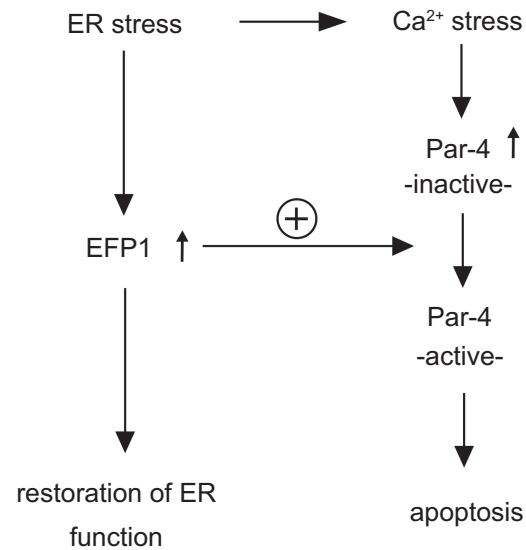 ER stress
Ca²⁺ stress
Par-4
-inactive-
EFP1
+
Par-4
-active-
restoration of ER
function
apoptosis